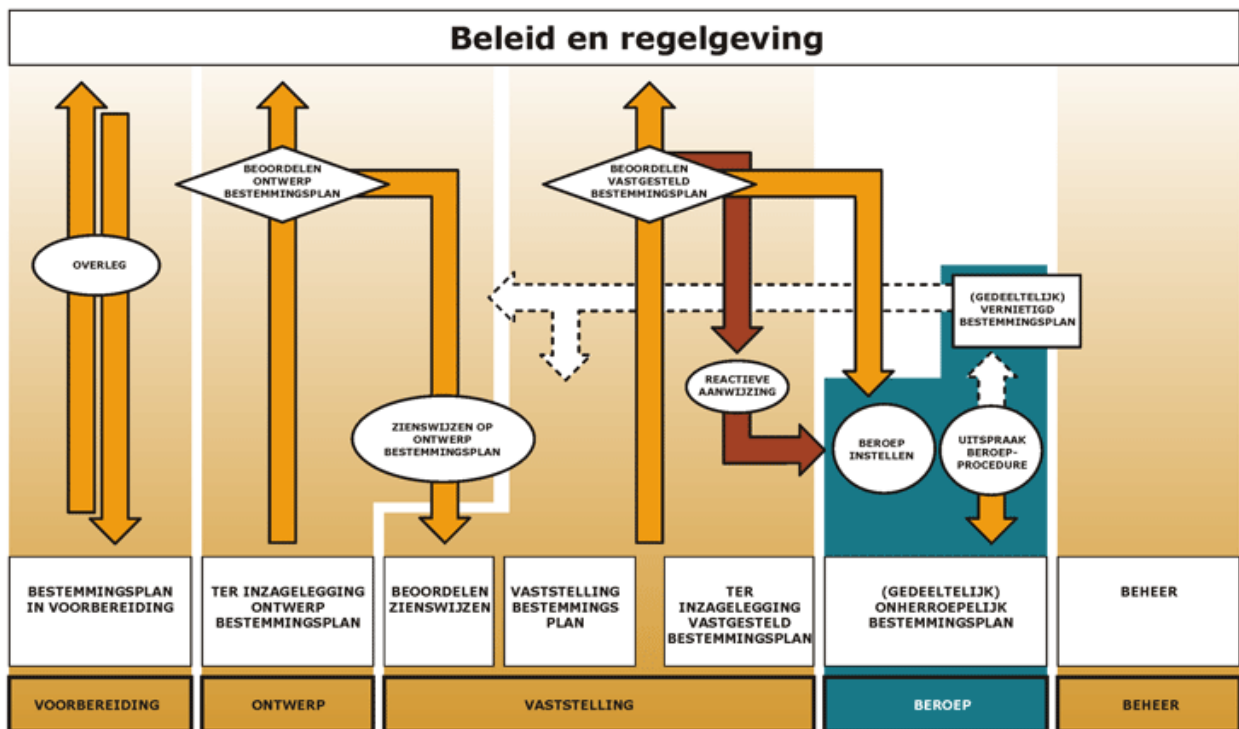 Beleid en regelgeving
BEOORDELEN
ONTWERP
BESTEMMINGSPLAN
BEOORDELEN
VASTGESTELD
BESTEMMINGSPLAN
OVERLEG
(GEDEELTELIJK)
VERNIETIGD
BESTEMMINGSPLAN
REACTIEVE
AANWIJZING
ZIENSWIJZEN OP
ONTWERP
BESTEMMINGSPLAN
BEROEP
INSTELLEN
UITSPRAAK
BEROEP-
PROCEDURE
BESTEMMINGSPLAN
IN VOORBEREIDING
TER INZAGELEGGING
ONTWERP
BESTEMMINGSPLAN
BEOORDELEN
ZIENSWIJZEN
VASTSTELLING
BESTEMMINGS
PLAN
TER
INZAGELEGGING
VASTGESTELD
BESTEMMINGSPLAN
(GEDEELTELIJK)
ONHERROEPELIJK
BESTEMMINGSPLAN
BEHEER
VOORBEREIDING
ONTWERP
VASTSTELLING
BEROEP
BEHEER